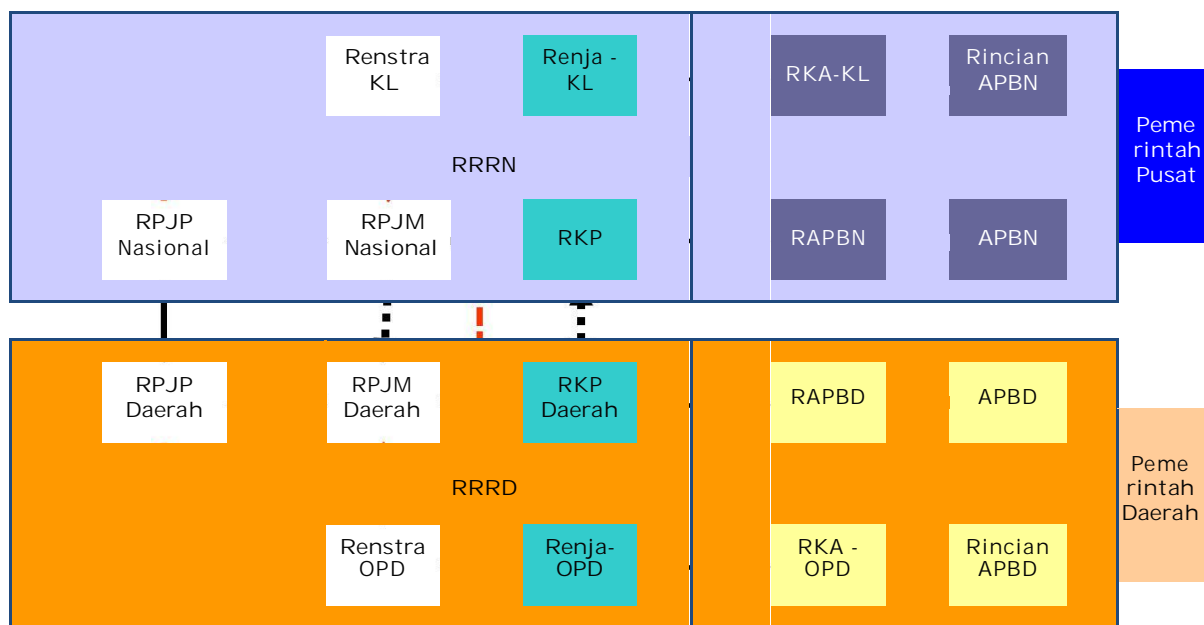 Renstra
KL
Renja -
KL
RKA-KL
Rincian
APBN
Peme
rintah
Pusat
RRRN
RPJP
Nasional
RPJM
Nasional
RKP
RAPBN
APBN
RPJP
Daerah
RPJM
Daerah
RKP
Daerah
RAPBD
APBD
Peme
rintah
Daerah
RRRD
Renstra
OPD
Renja-
OPD
RKA -
OPD
Rincian
APBD